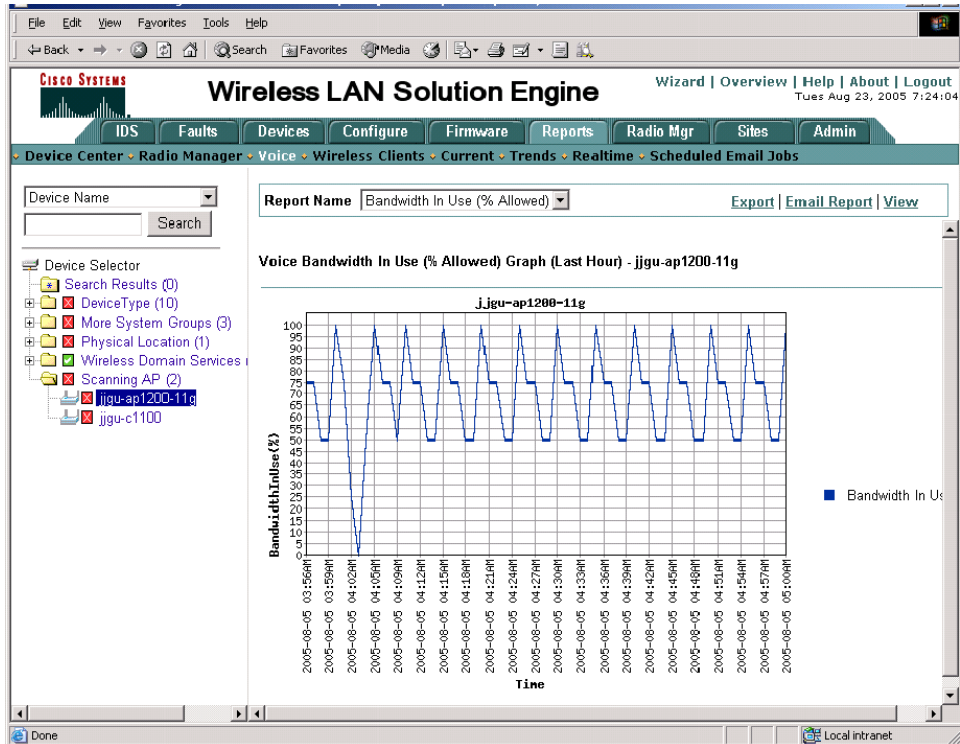 File Edit View Favorites Tools Help
Back Search Favorites Media
CISCO SYSTEMS
Wireless LAN Solution Engine
Wizard | Overview | Help | About | Logout
Tues Aug 23, 2005 7:24:04
IDS Faults Devices Configure Firmware Reports Radio Mgr Sites Admin
Device Center Radio Manager Voice Wireless Clients Current Trends Realtime Scheduled Email Jobs
Device Name
Search
Report Name Bandwidth In Use (% Allowed)
Export | Email Report | View
Device Selector
Search Results (0)
DeviceType (10)
More System Groups (3)
Physical Location (1)
Wireless Domain Services
Scanning AP (2)
jjgu-ap1200-11g
jjgu-c1100
Voice Bandwidth In Use (% Allowed) Graph (Last Hour) - jjgu-ap1200-11g
jjgu-ap1200-11g
BandwidthInUse(%)
100
95
90
85
80
75
70
65
60
55
50
45
40
35
30
25
20
15
10
5
0
2005-08-05 03:56AM
2005-08-05 03:59AM
2005-08-05 04:02AM
2005-08-05 04:05AM
2005-08-05 04:09AM
2005-08-05 04:12AM
2005-08-05 04:15AM
2005-08-05 04:18AM
2005-08-05 04:21AM
2005-08-05 04:24AM
2005-08-05 04:27AM
2005-08-05 04:30AM
2005-08-05 04:33AM
2005-08-05 04:36AM
2005-08-05 04:39AM
2005-08-05 04:42AM
2005-08-05 04:45AM
2005-08-05 04:48AM
2005-08-05 04:51AM
2005-08-05 04:54AM
2005-08-05 04:57AM
2005-08-05 05:00AM
Time
Bandwidth In Us
Done
Local intranet